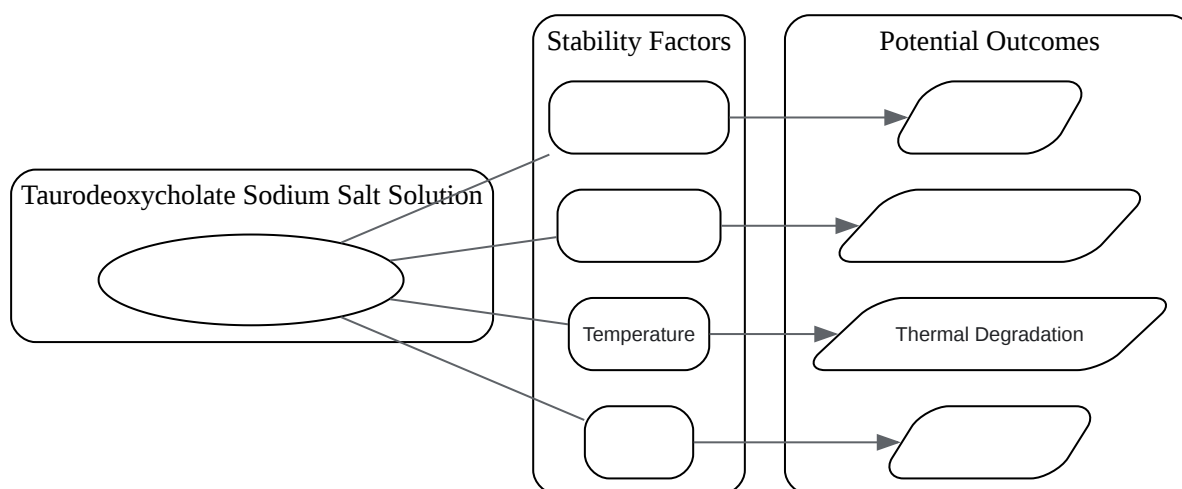 Stability Factors
Potential Outcomes
Taurodeoxycholate Sodium Salt Solution
Temperature
Thermal Degradation